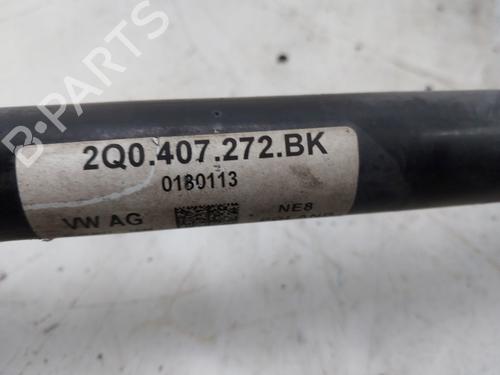 2Q0.407.272.BK
0180113
VW AG
NE8
B-PARTS